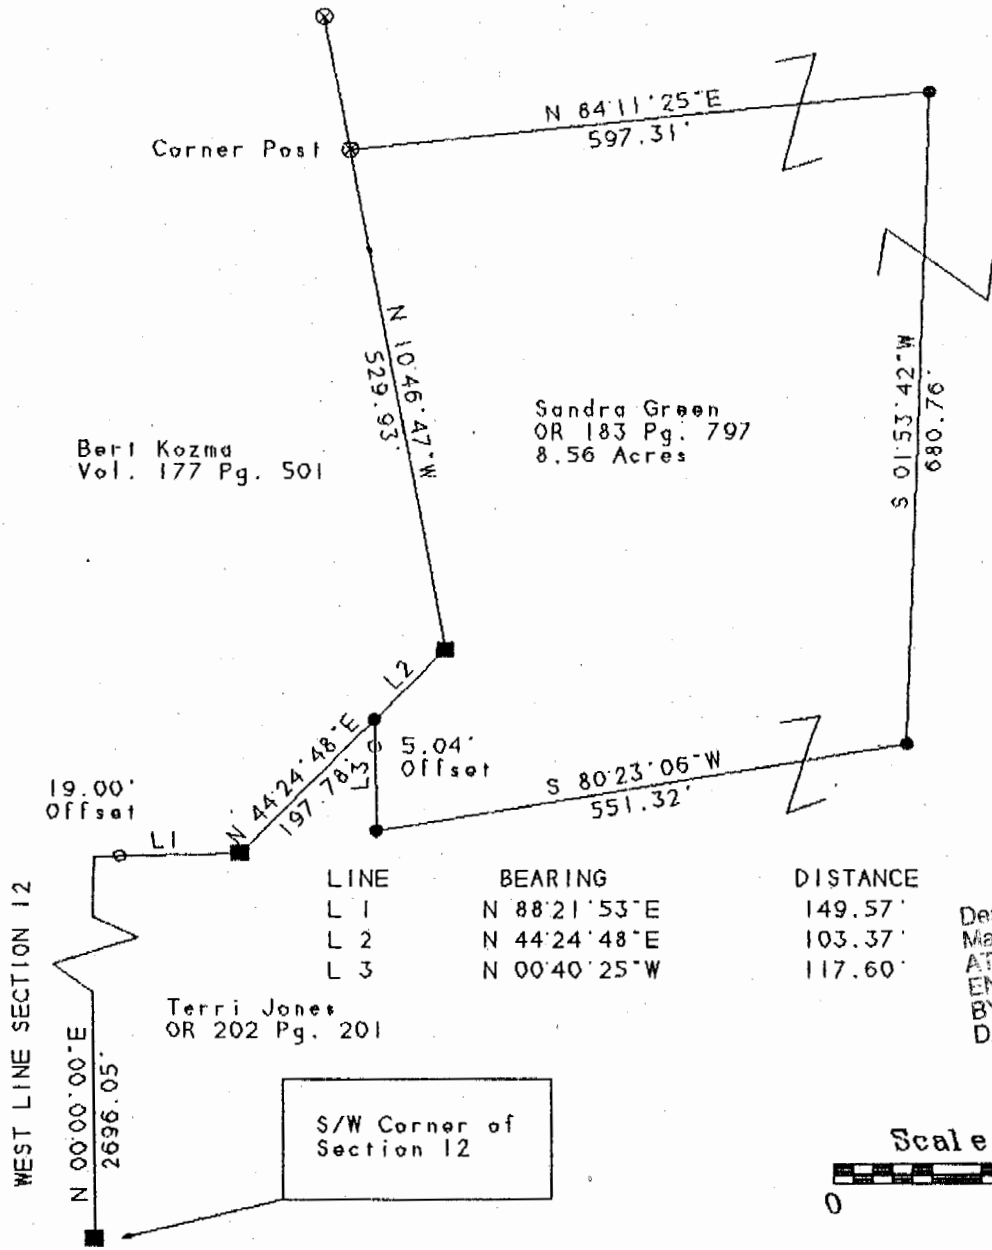 N 84°11'25"E
597.31'
Corner Post
N 10°46'47"W
529.93'
S 01°53'42"W
680.76'
Sandra Green
OR 183 Pg. 797
8.56 Acres
Bert Kozma
Vol. 177 Pg. 501
L2
N 44°24'48"E
197.78'
L3
5.04'
Offset
S 80°23'06"W
551.32'
19.00'
Offset
L1
LINE BEARING DISTANCE
L 1 N 88°21'53"E 149.57'
L 2 N 44°24'48"E 103.37'
L 3 N 00°40'25"W 117.60'
WEST LINE SECTION 12
Terri Jones
OR 202 Pg. 201
N 00°00'00"E
2696.05'
S/W Corner of
Section 12
Scale
0